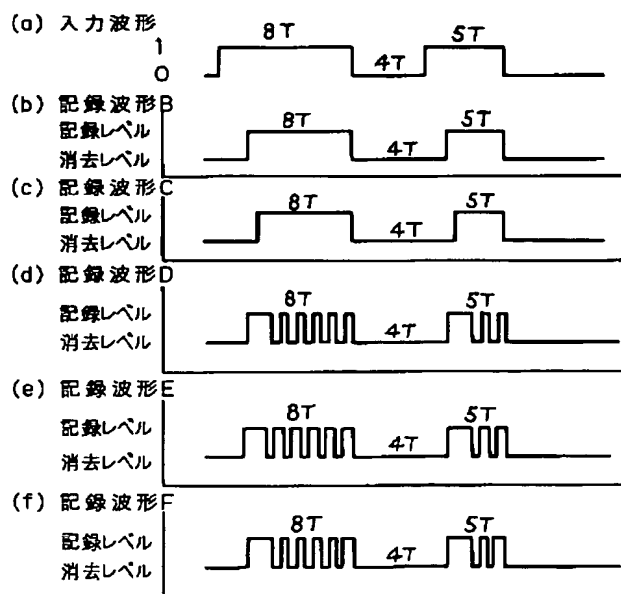 (a) 入力波形
1
0
8T
4T
5T
(b) 記録波形B
記録レベル
消去レベル
8T
4T
5T
(c) 記録波形C
記録レベル
消去レベル
8T
4T
5T
(d) 記録波形D
記録レベル
消去レベル
8T
4T
5T
(e) 記録波形E
記録レベル
消去レベル
8T
4T
5T
(f) 記録波形F
記録レベル
消去レベル
8T
4T
5T